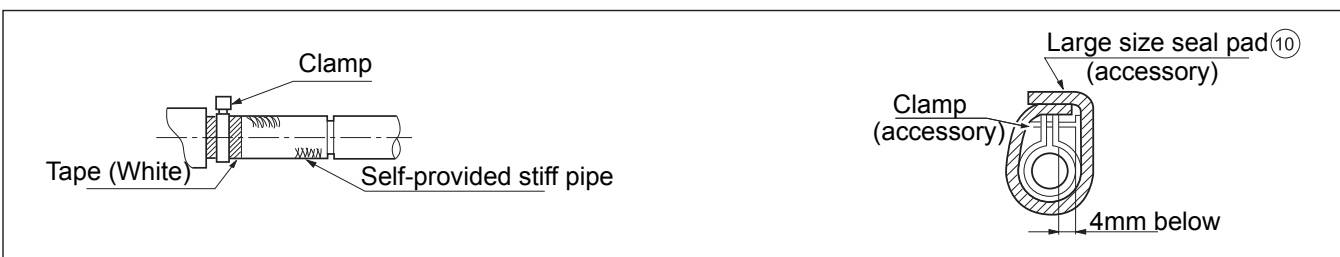 Clamp
Tape (White)
Self-provided stiff pipe
Large size seal pad⑩
(accessory)
Clamp
(accessory)
4mm below